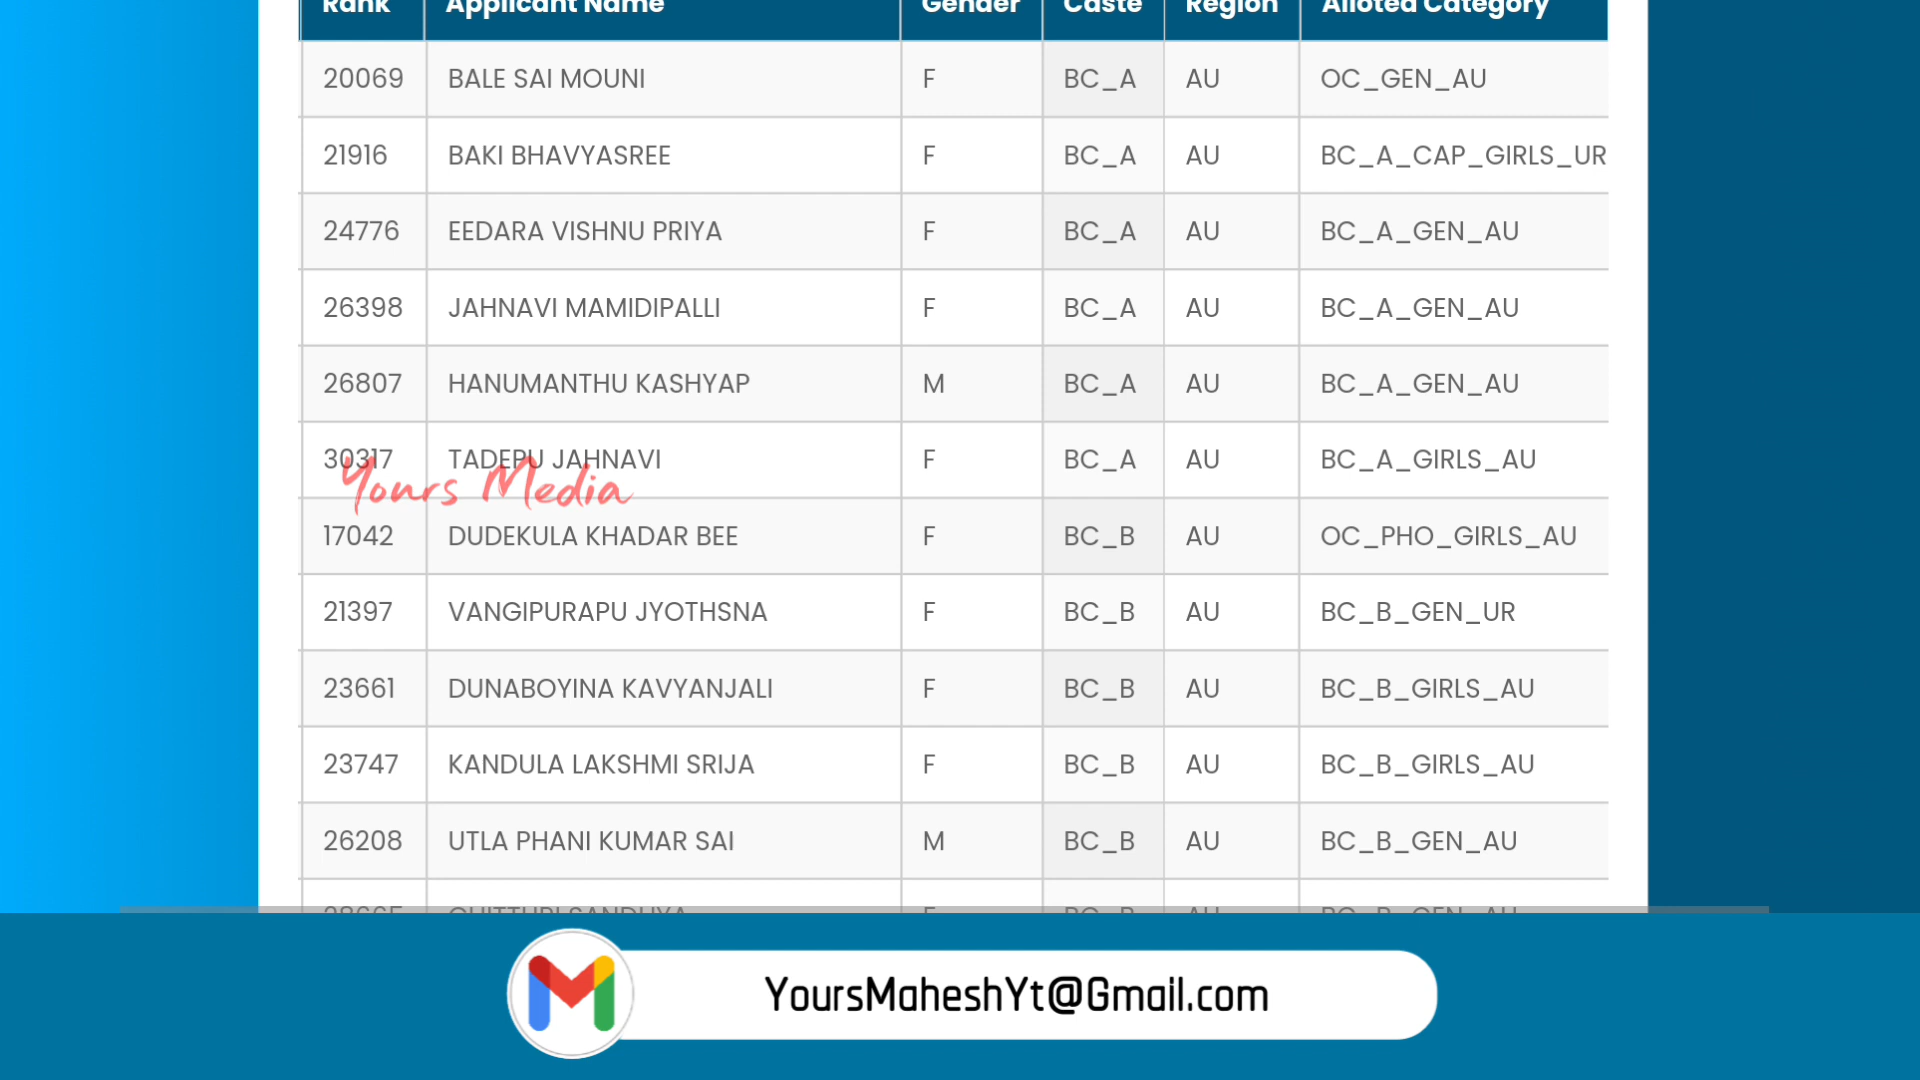 Rank Applicant Name Gender Caste Region Alloted Category
20069 BALE SAI MOUNI F BC_A AU OC_GEN_AU
21916 BAKI BHAVYASREE F BC_A AU BC_A_CAP_GIRLS_UR
24776 EEDARA VISHNU PRIYA F BC_A AU BC_A_GEN_AU
26398 JAHNAVI MAMIDIPALLI F BC_A AU BC_A_GEN_AU
26807 HANUMANTHU KASHYAP M BC_A AU BC_A_GEN_AU
30317 TADEPU JAHNAVI F BC_A AU BC_A_GIRLS_AU
Yours Media
17042 DUDEKULA KHADAR BEE F BC_B AU OC_PHO_GIRLS_AU
21397 VANGIPURAPU JYOTHSNA F BC_B AU BC_B_GEN_UR
23661 DUNABOYINA KAVYANJALI F BC_B AU BC_B_GIRLS_AU
23747 KANDULA LAKSHMI SRIJA F BC_B AU BC_B_GIRLS_AU
26208 UTLA PHANI KUMAR SAI M BC_B AU BC_B_GEN_AU
F BC_B AU BC_B_GEN_AU
YoursMaheshYt@Gmail.com